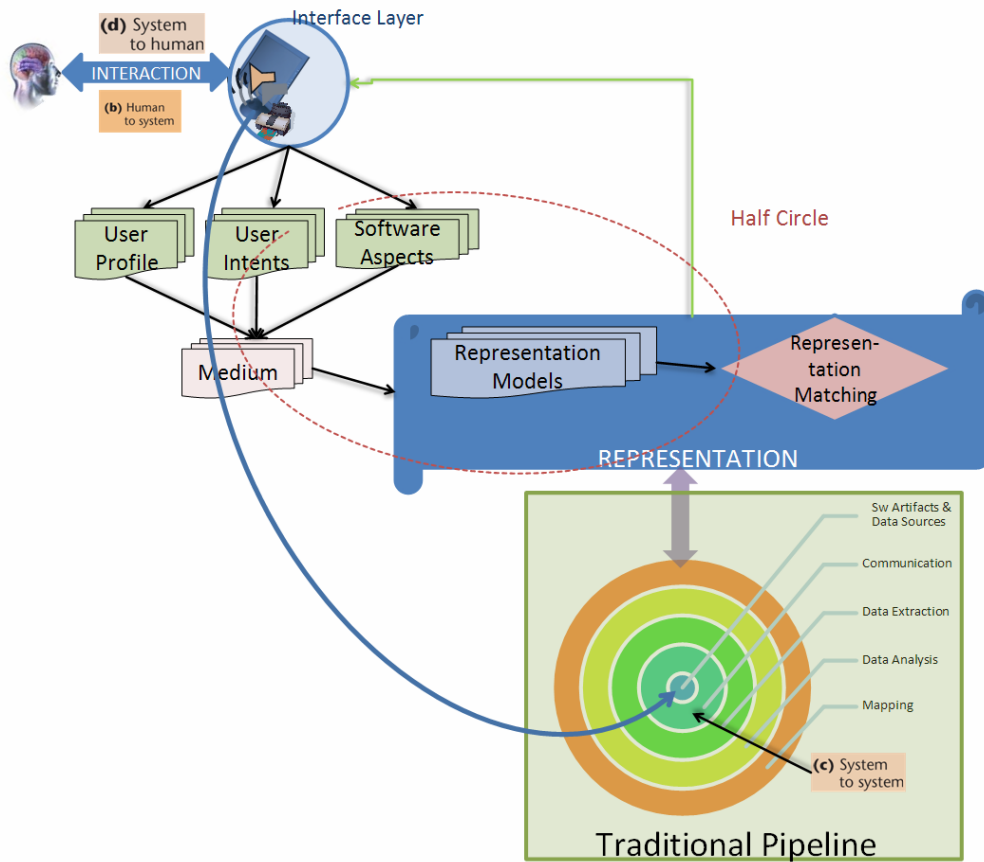 Interface Layer
(d) System
to human
INTERACTION
(b) Human
to system
Half Circle
User
Profile
User
Intents
Software
Aspects
Medium
Representation
Models
Represen-
tation
Matching
REPRESENTATION
Sw Artifacts &
Data Sources
Communication
Data Extraction
Data Analysis
Mapping
(c) System
to system
Traditional Pipeline